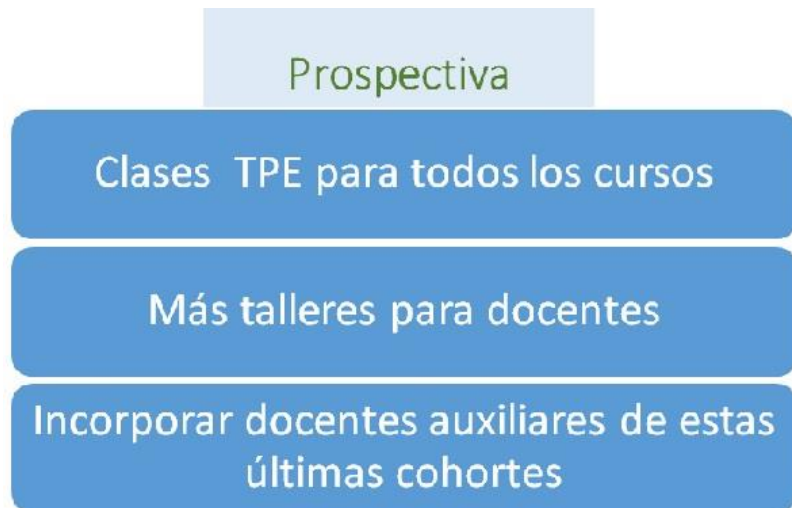 Prospectiva
Clases TPE para todos los cursos
Más talleres para docentes
Incorporar docentes auxiliares de estas
últimas cohortes